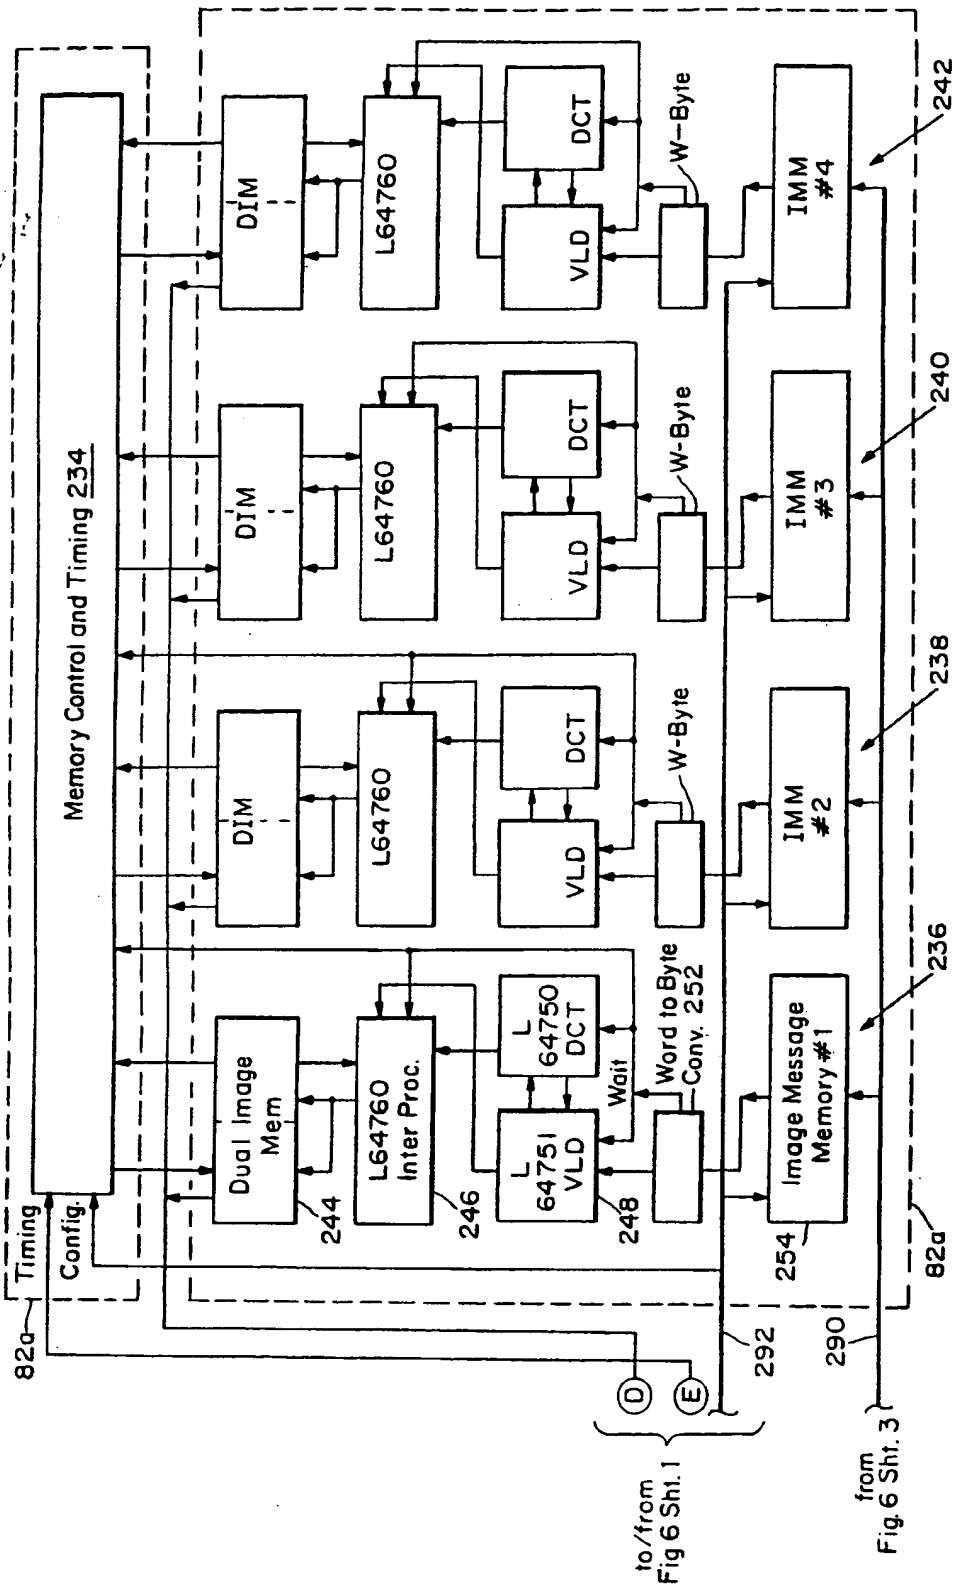 82a
Timing
Config.
Memory Control and Timing 234
Dual Image
Mem
244
DIM
DIM
DIM
L64760
Inter Proc.
246
L64760
L64760
L64760
L
64751
VLD
248
L
64750
DCT
VLD
DCT
VLD
DCT
VLD
DCT
Wait
Word to Byte
Conv. 252
W-Byte
W-Byte
W-Byte
Image Message
Memory #1
254
236
IMM
#2
238
IMM
#3
240
IMM
#4
242
82a
D
E
292
290
to/from
Fig 6 Sht. 1
from
Fig. 6 Sht. 3